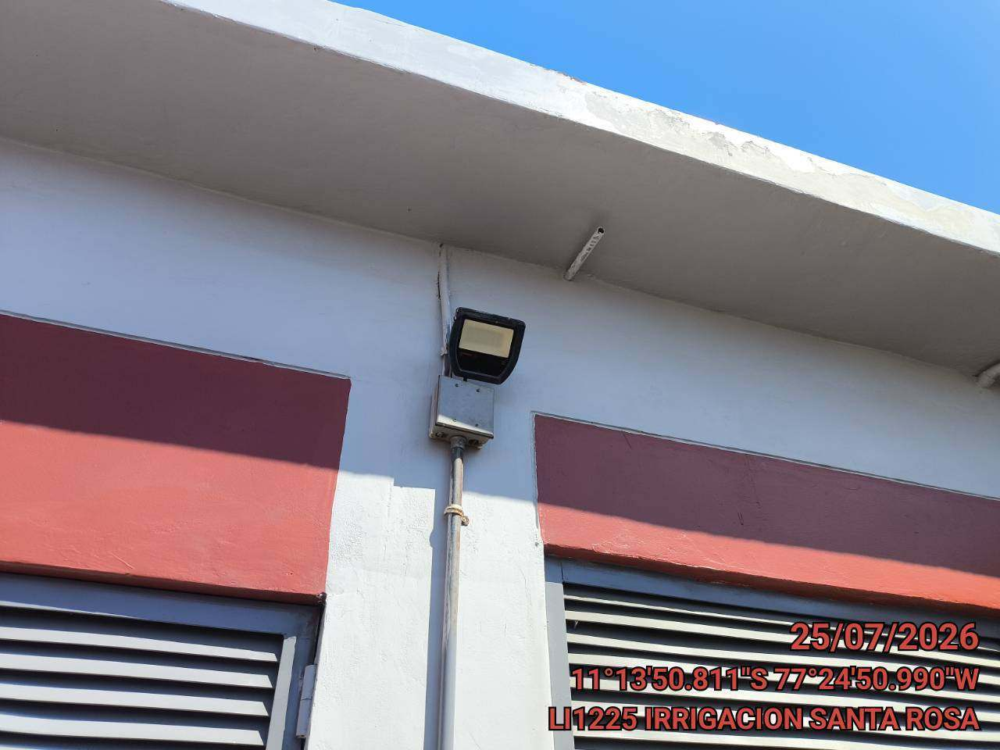 25/07/2026
11°13'50.811"S 77°24'50.990"W
LI1225 IRRIGACION SANTA ROSA